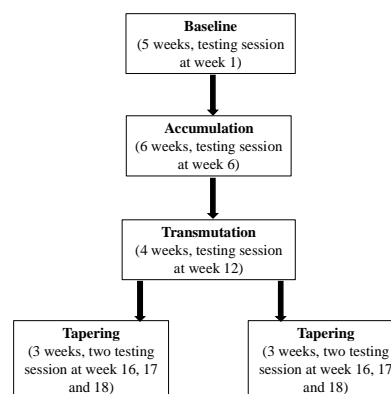 Baseline
(5 weeks, testing session
at week 1)
Accumulation
(6 weeks, testing session
at week 6)
Transmutation
(4 weeks, testing session
at week 12)
Tapering
(3 weeks, two testing
session at week 16, 17
and 18)
Tapering
(3 weeks, two testing
session at week 16, 17
and 18)